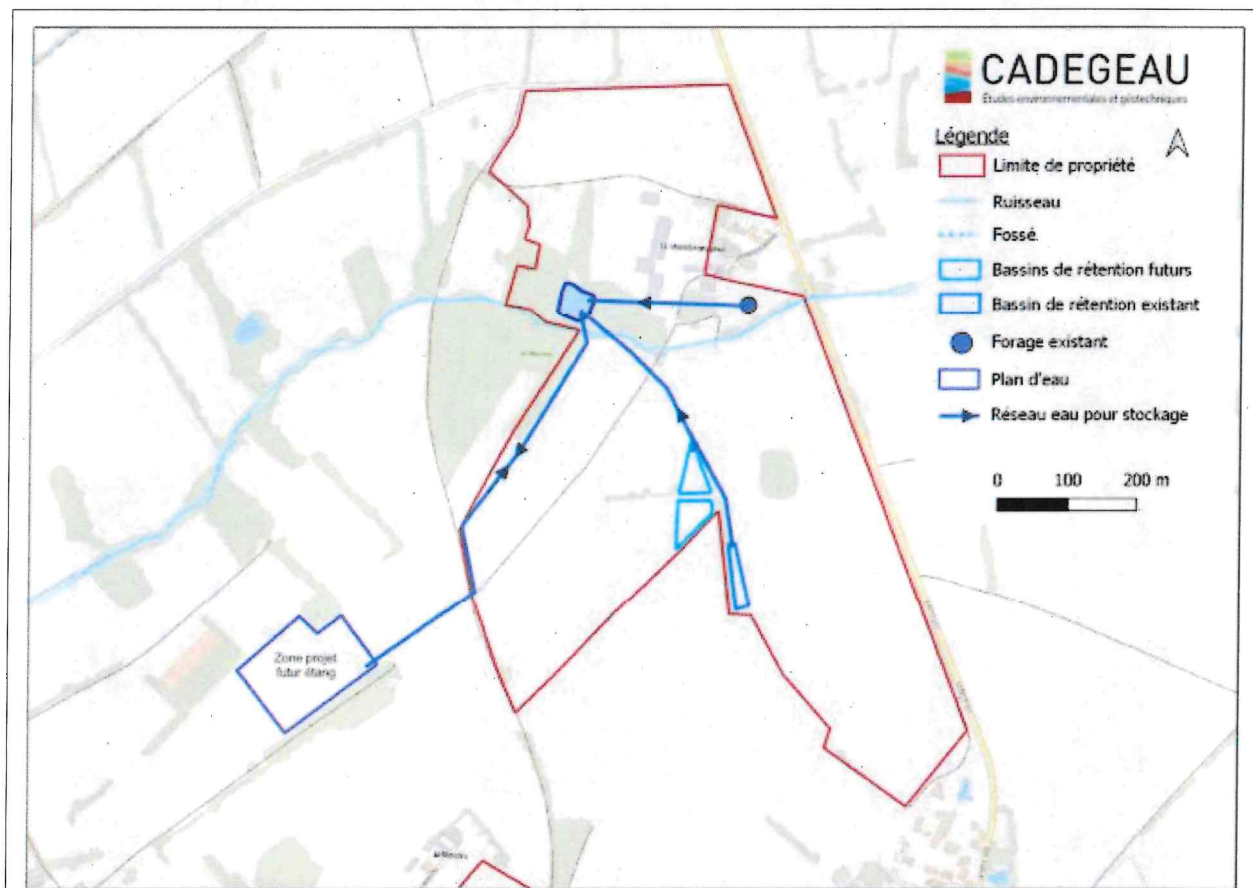 CADEGEAU
Études environnementales et géotechniques
Légende
Limite de propriété
Ruisseau
Fossé
Bassins de rétention futurs
Bassin de rétention existant
Forage existant
Plan d'eau
Réseau eau pour stockage
0 100 200 m
Zone projet
futur étang